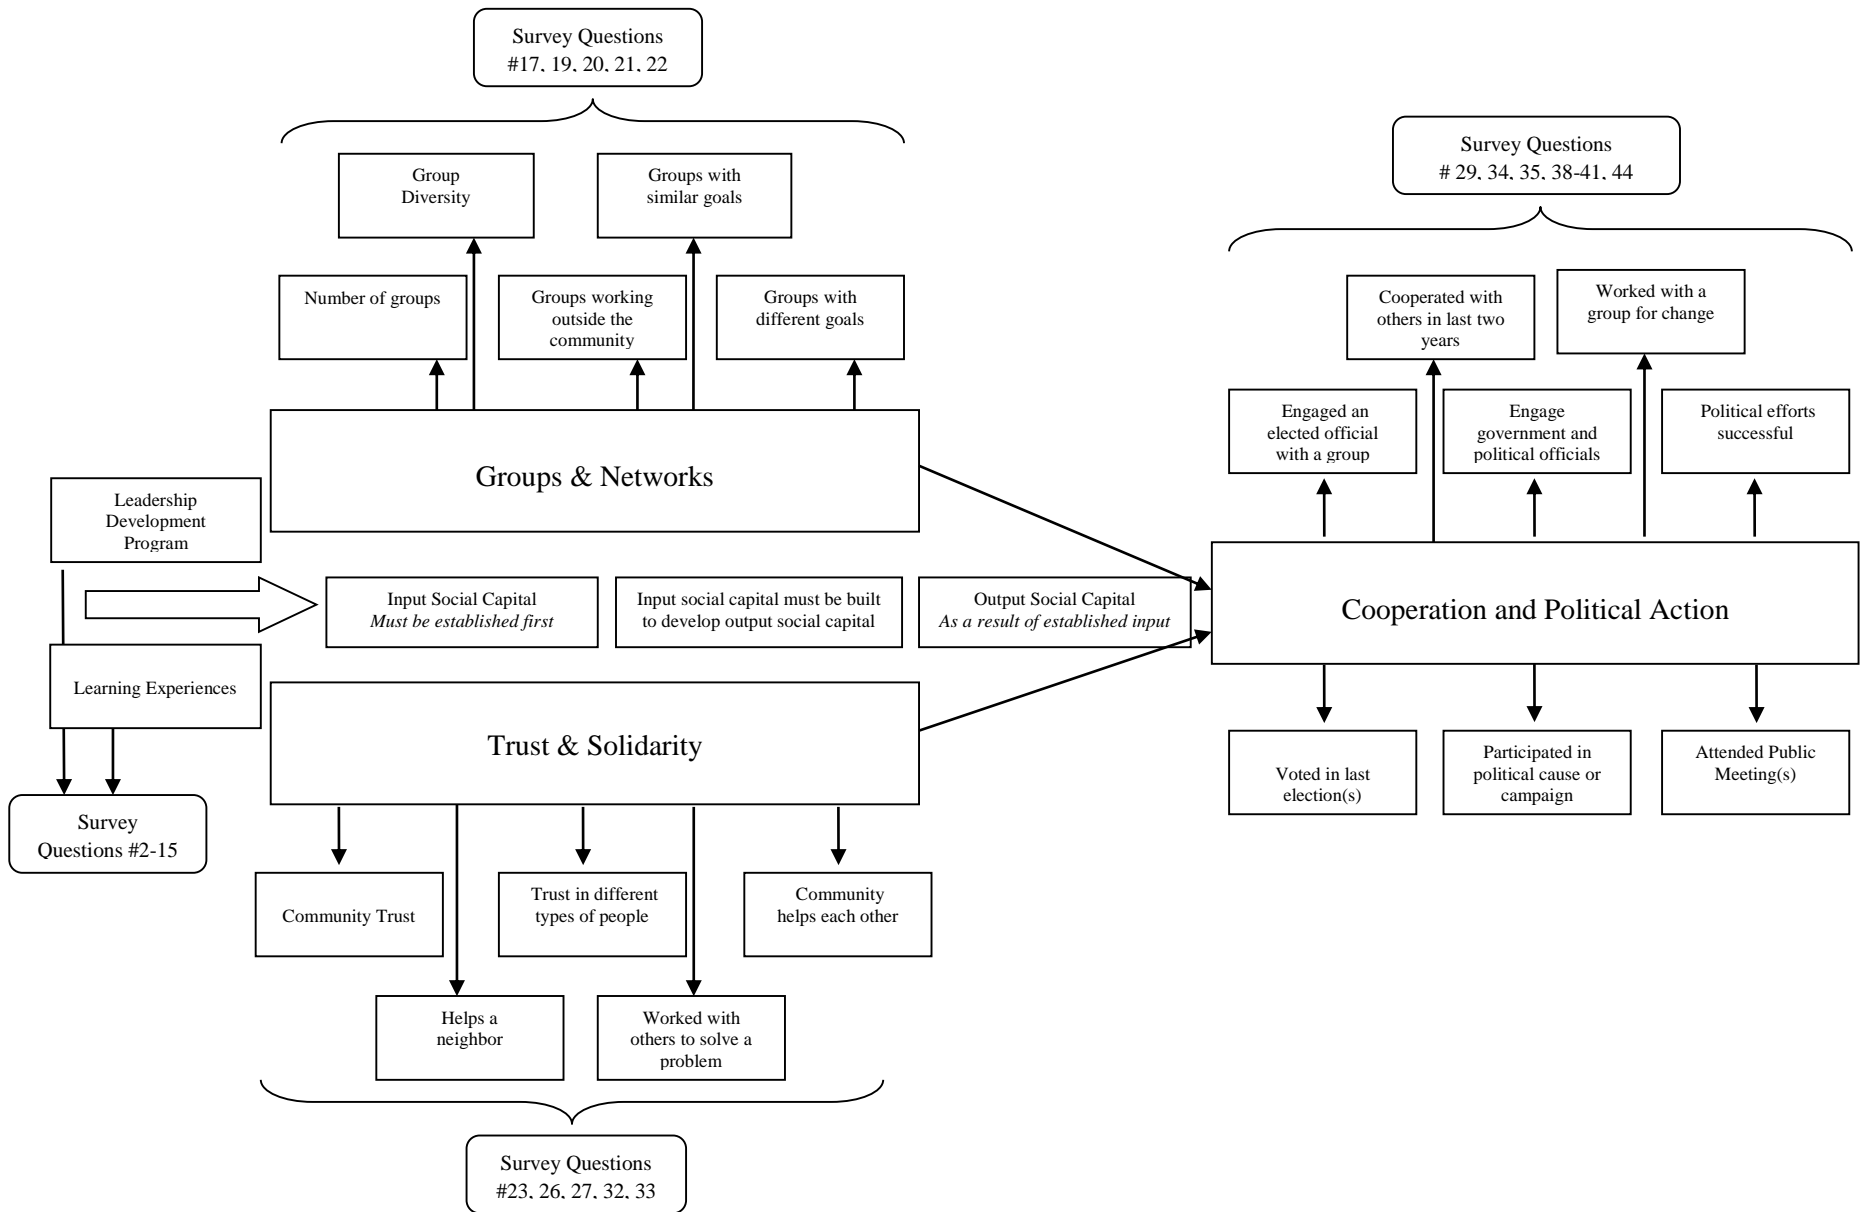 Survey Questions
#17, 19, 20, 21, 22
Survey Questions
# 29, 34, 35, 38-41, 44
Group
Diversity
Groups with
similar goals
Number of groups
Groups working
outside the
community
Groups with
different goals
Cooperated with
others in last two
years
Worked with a
group for change
Engaged an
elected official
with a group
Engage
government and
political officials
Political efforts
successful
Groups & Networks
Leadership
Development
Program
Input Social Capital
Must be established first
Input social capital must be built
to develop output social capital
Output Social Capital
As a result of established input
Cooperation and Political Action
Learning Experiences
Trust & Solidarity
Voted in last
election(s)
Participated in
political cause or
campaign
Attended Public
Meeting(s)
Survey
Questions #2-15
Community Trust
Trust in different
types of people
Community
helps each other
Helps a
neighbor
Worked with
others to solve a
problem
Survey Questions
#23, 26, 27, 32, 33